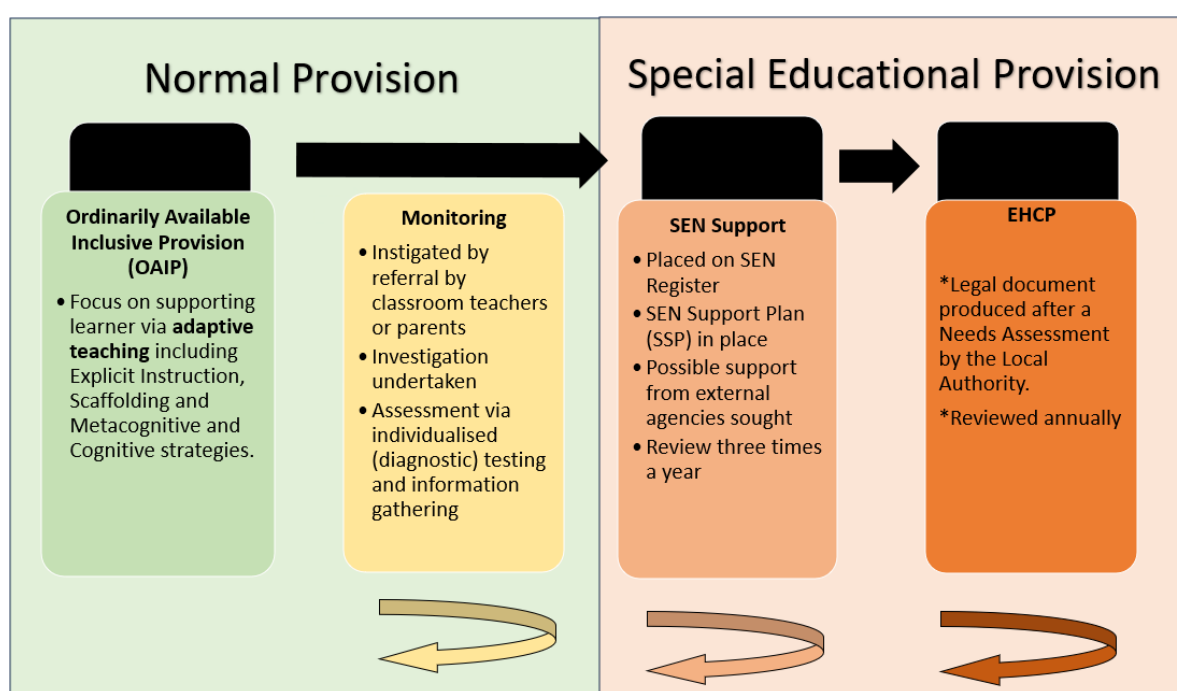 Normal Provision
Ordinarily Available
Inclusive Provision
(OAIP)
• Focus on supporting
learner via adaptive
teaching including
Explicit Instruction,
Scaffolding and
Metacognitive and
Cognitive strategies.
Monitoring
• Instigated by
referral by
classroom teachers
or parents
• Investigation
undertaken
• Assessment via
individualised
(diagnostic) testing
and information
gathering
Special Educational Provision
SEN Support
• Placed on SEN
Register
• SEN Support Plan
(SSP) in place
• Possible support
from external
agencies sought
• Review three times
a year
EHCP
*Legal document
produced after a
Needs Assessment
by the Local
Authority.
*Reviewed annually